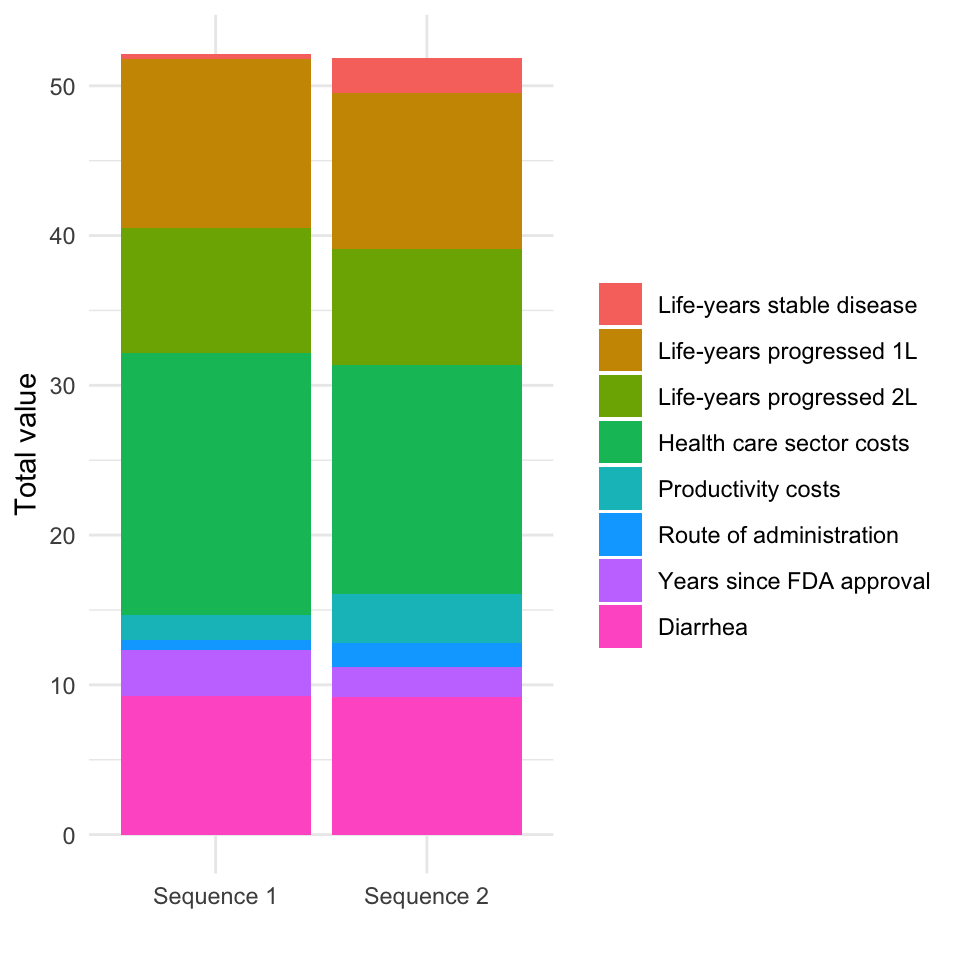 Total value
50
40
30
20
10
0
Sequence 1
Sequence 2
Life-years stable disease
Life-years progressed 1L
Life-years progressed 2L
Health care sector costs
Productivity costs
Route of administration
Years since FDA approval
Diarrhea